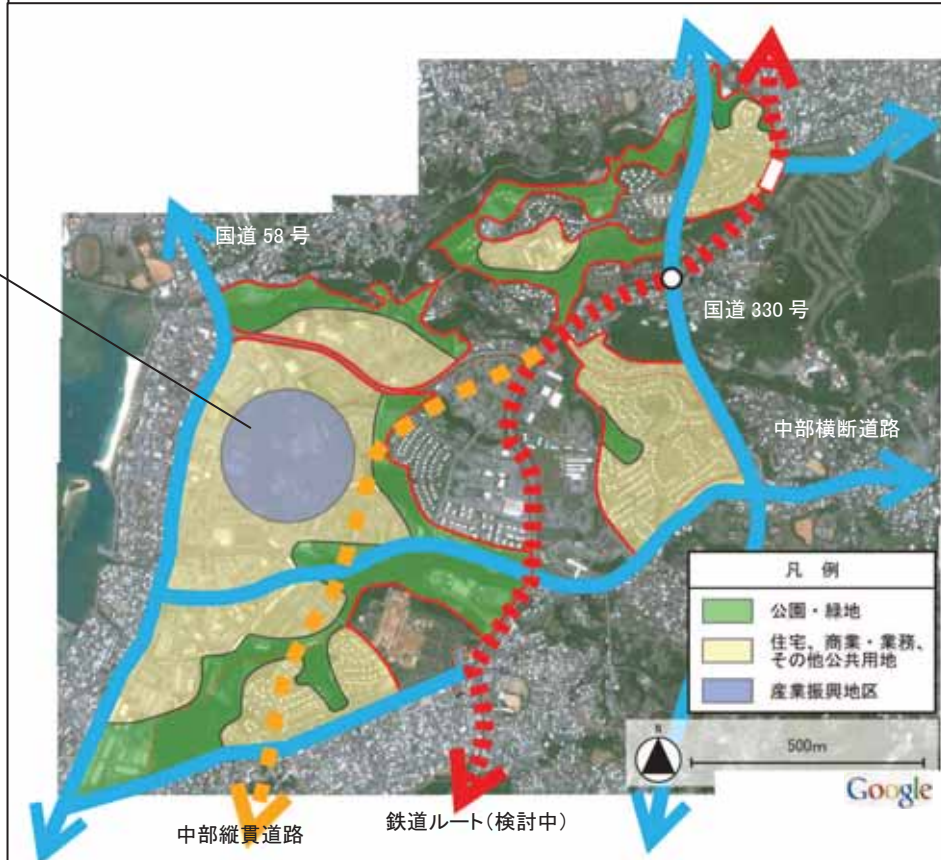 国道 58 号
国道 330 号
中部横断道路
凡 例
公園・緑地
住宅、商業・業務、
その他公共用地
産業振興地区
N
500m
Google
中部縦貫道路
鉄道ルート（検討中）